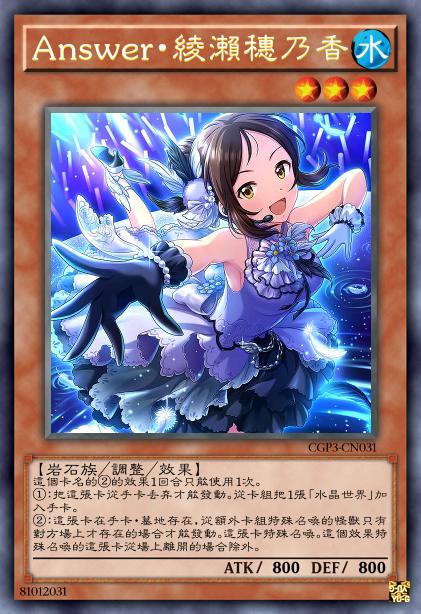 Answer・綾瀨穗乃香
水
CGP3-CN031
【岩石族/調整/效果】
這個卡名的②的效果1回合只能使用1次。
①:把這張卡從手卡丟弃才能發動。從卡組把1張「水晶世界」加
入手卡。
②:這張卡在手卡・墓地存在,從額外卡組特殊召喚的怪獸只有
對方場上才存在的場合才能發動。這張卡特殊召喚。這個效果特
殊召喚的這張卡從場上離開的場合除外。
ATK/ 800 DEF/ 800
81012031